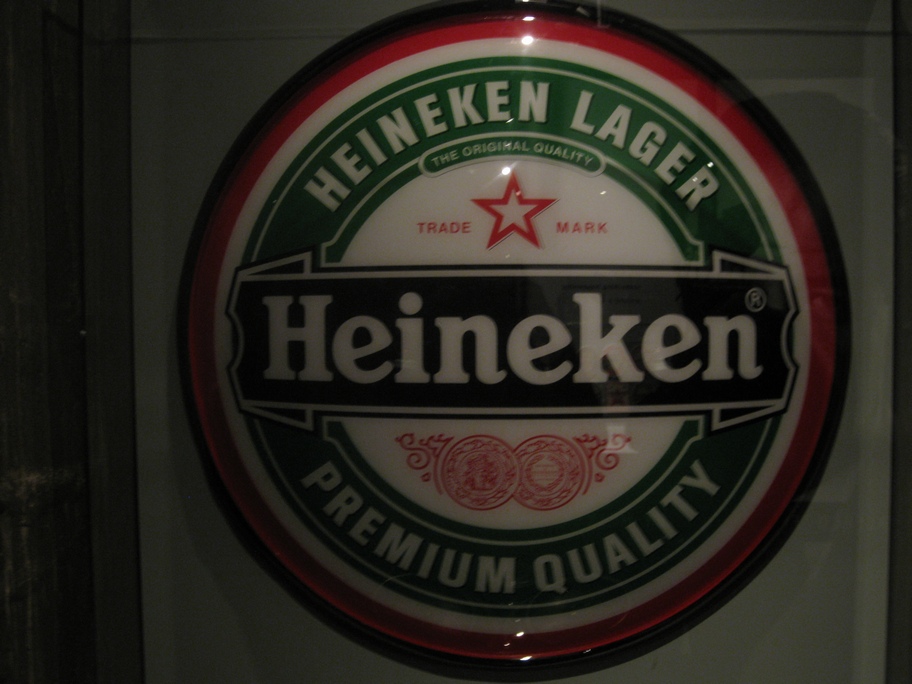 HEINEKEN LAGER
THE ORIGINAL QUALITY
TRADE MARK
Heineken®
PREMIUM QUALITY